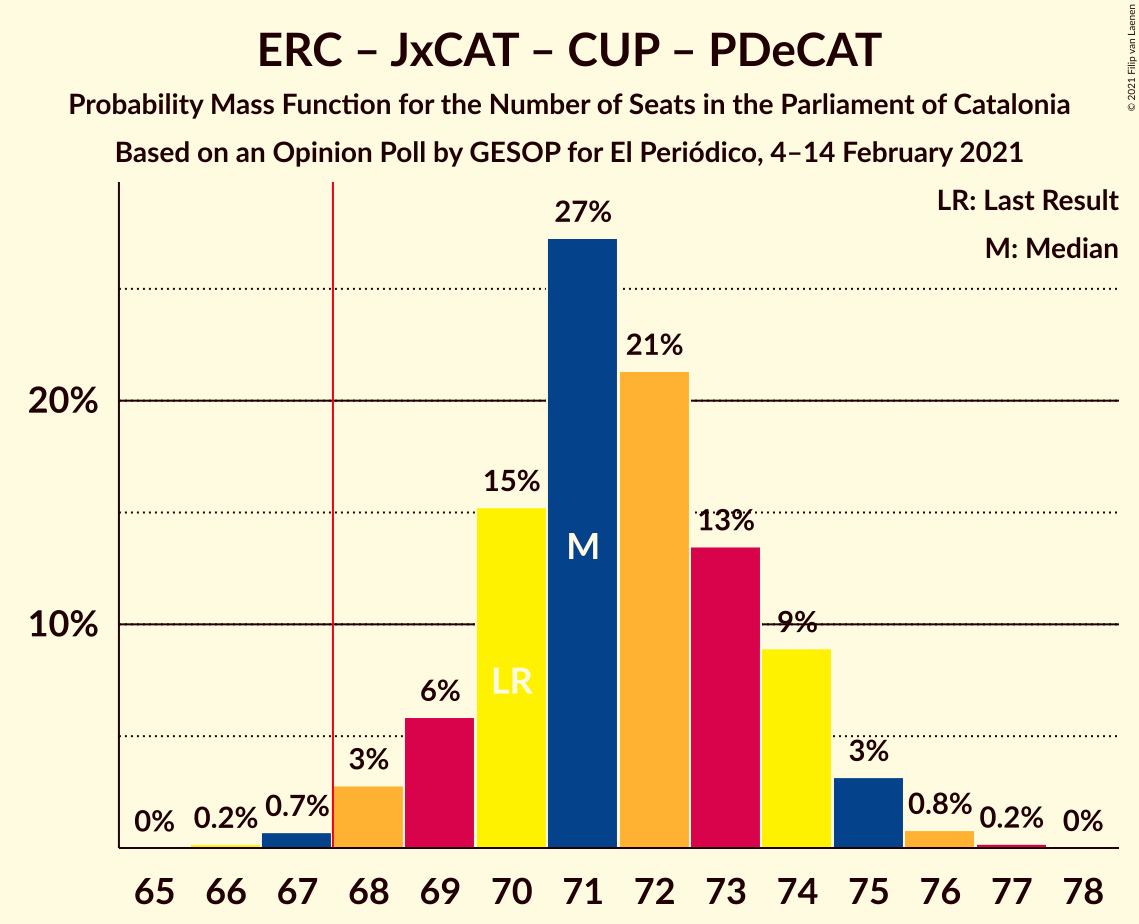 ERC – JxCAT – CUP – PDeCAT
Probability Mass Function for the Number of Seats in the Parliament of Catalonia
Based on an Opinion Poll by GESOP for El Periódico, 4–14 February 2021
© 2021 Filip van Laenen
LR: Last Result
M: Median
27%
21%
20%
15%
13%
M
10%
9%
LR
6%
3%
3%
0%
0.2%
0.7%
0.8%
0.2%
0%
65 66 67 68 69 70 71 72 73 74 75 76 77 78